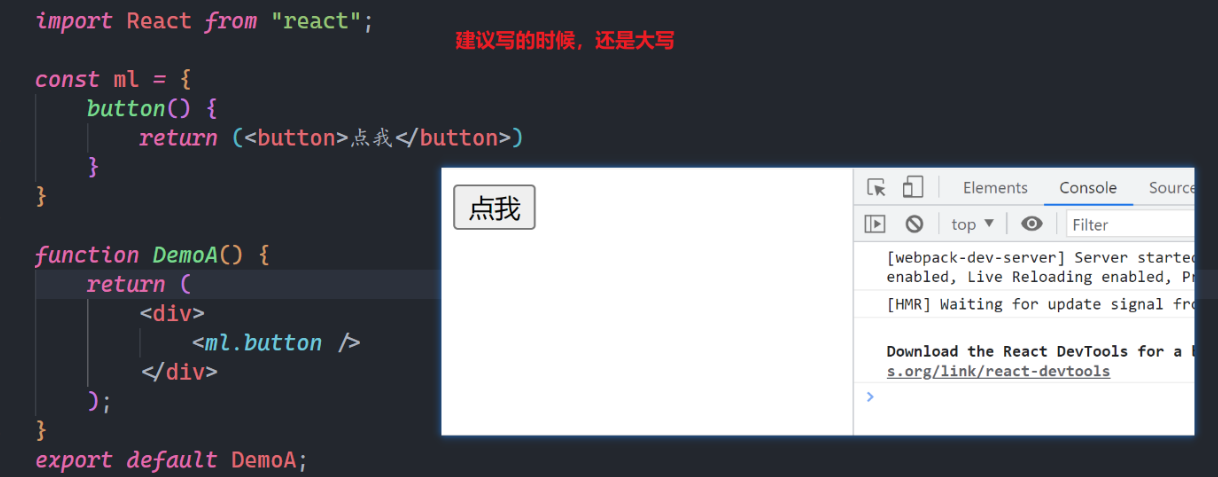 import React from "react";
建议写的时候，还是大写
const ml = {
button() {
return (<button>点我</button>)
}
}
function DemoA() {
return (
<div>
<ml.button />
</div>
);
}
export default DemoA;
点我
Elements Console Source
top ▼ Filter
[webpack-dev-server] Server started
enabled, Live Reloading enabled, Pr
[HMR] Waiting for update signal fro
Download the React DevTools for a b
s.org/link/react-devtools
>